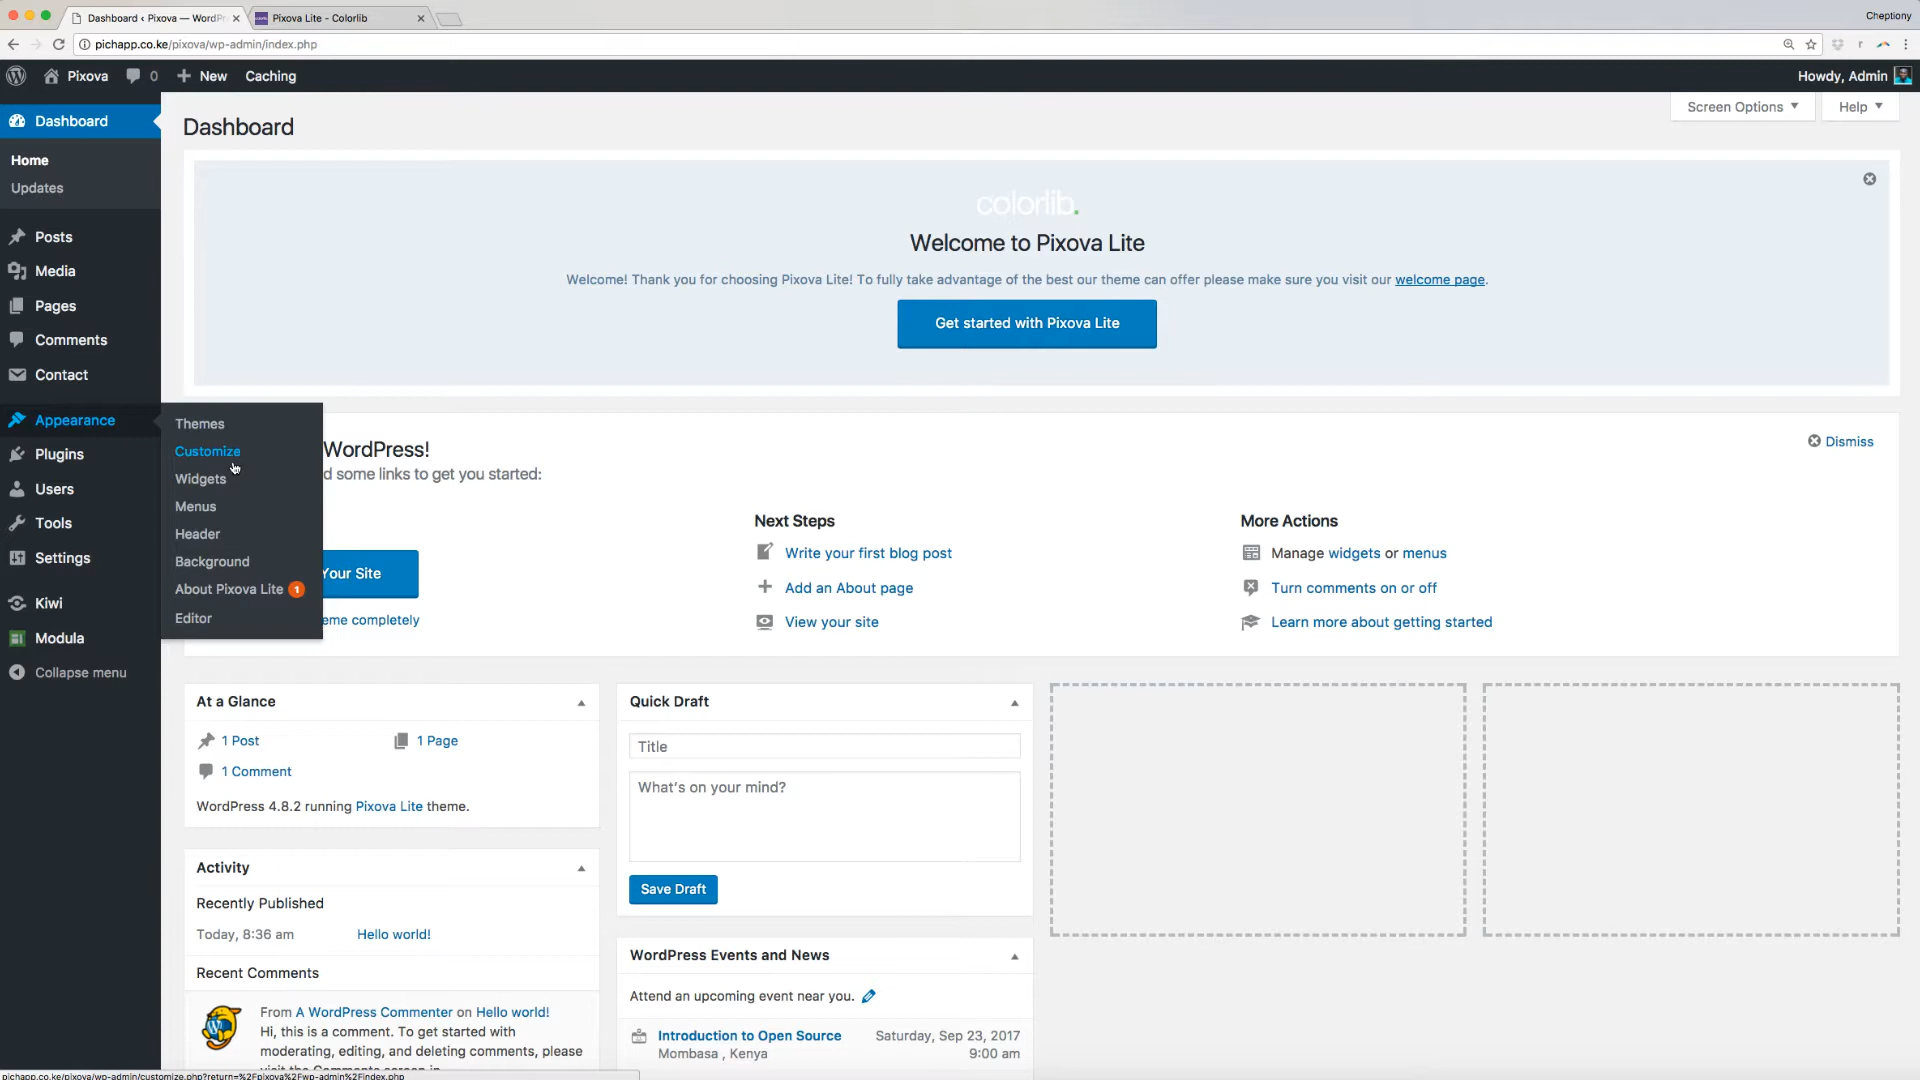 Dashboard ‹ Pixova — WordPr
Pixova Lite - Colorlib
Cheptiony
pichapp.co.ke/pixova/wp-admin/index.php
Pixova
0
New
Caching
Howdy, Admin
Dashboard
Home
Updates
Posts
Media
Pages
Comments
Contact
Appearance
Plugins
Users
Tools
Settings
Kiwi
Modula
Collapse menu
Themes
Customize
Widgets
Menus
Header
Background
About Pixova Lite 1
Editor
Dashboard
Screen Options
Help
colorlib.
Welcome to Pixova Lite
Welcome! Thank you for choosing Pixova Lite! To fully take advantage of the best our theme can offer please make sure you visit our welcome page.
Get started with Pixova Lite
WordPress!
d some links to get you started:
Dismiss
Your Site
eme completely
Next Steps
Write your first blog post
Add an About page
View your site
More Actions
Manage widgets or menus
Turn comments on or off
Learn more about getting started
At a Glance
1 Post
1 Page
1 Comment
WordPress 4.8.2 running Pixova Lite theme.
Activity
Recently Published
Today, 8:36 am
Hello world!
Recent Comments
From A WordPress Commenter on Hello world!
Hi, this is a comment. To get started with
moderating, editing, and deleting comments, please
visit the Comments screen in
Quick Draft
Title
What's on your mind?
Save Draft
WordPress Events and News
Attend an upcoming event near you.
Introduction to Open Source
Saturday, Sep 23, 2017
Mombasa , Kenya
9:00 am
pichapp.co.ke/pixova/wp-admin/customize.php?return=%2Fpixova%2Fwp-admin%2Findex.php